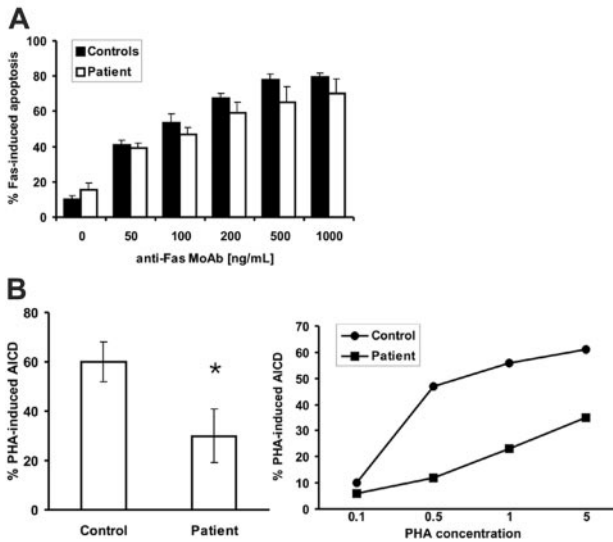 A
Controls
Patient
% Fas-induced apoptosis
100
80
60
40
20
0
0 50 100 200 500 1000
anti-Fas MoAb [ng/mL]
B
% PHA-induced AICD
80
60
40
20
0
*
Control Patient
Control
Patient
% PHA-induced AICD
70
60
50
40
30
20
10
0
0.1 0.5 1 5
PHA concentration